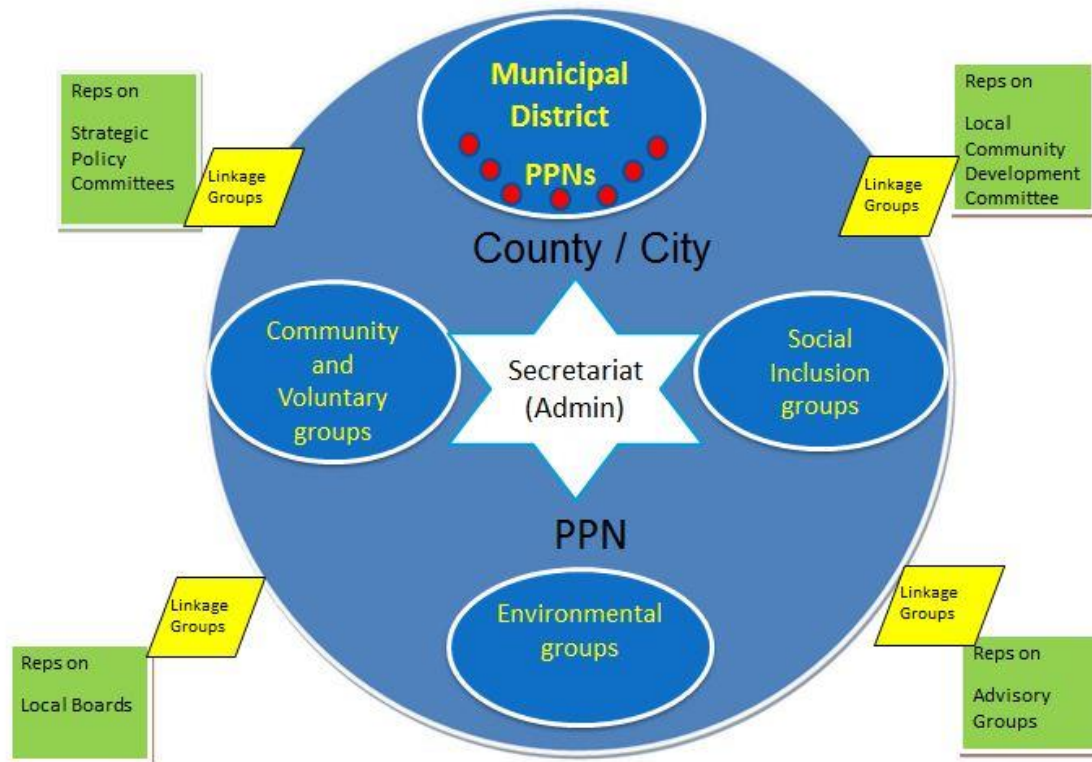 Municipal
District
PPNs
Reps on
Strategic
Policy
Committees
Linkage
Groups
Reps on
Local
Community
Development
Committee
Linkage
Groups
County / City
Community
and
Voluntary
groups
Secretariat
(Admin)
Social
Inclusion
groups
PPN
Environmental
groups
Linkage
Groups
Reps on
Local Boards
Linkage
Groups
Reps on
Advisory
Groups